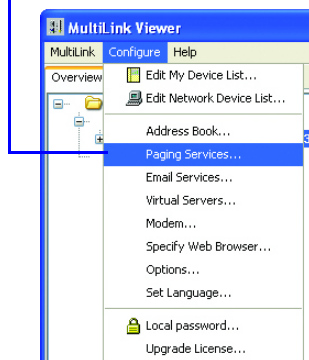 MultiLink Viewer
MultiLink Configure Help
Overview
Edit My Device List...
Edit Network Device List...
Address Book...
Paging Services...
Email Services...
Virtual Servers...
Modem...
Specify Web Browser...
Options...
Set Language...
Local password...
Upgrade License...